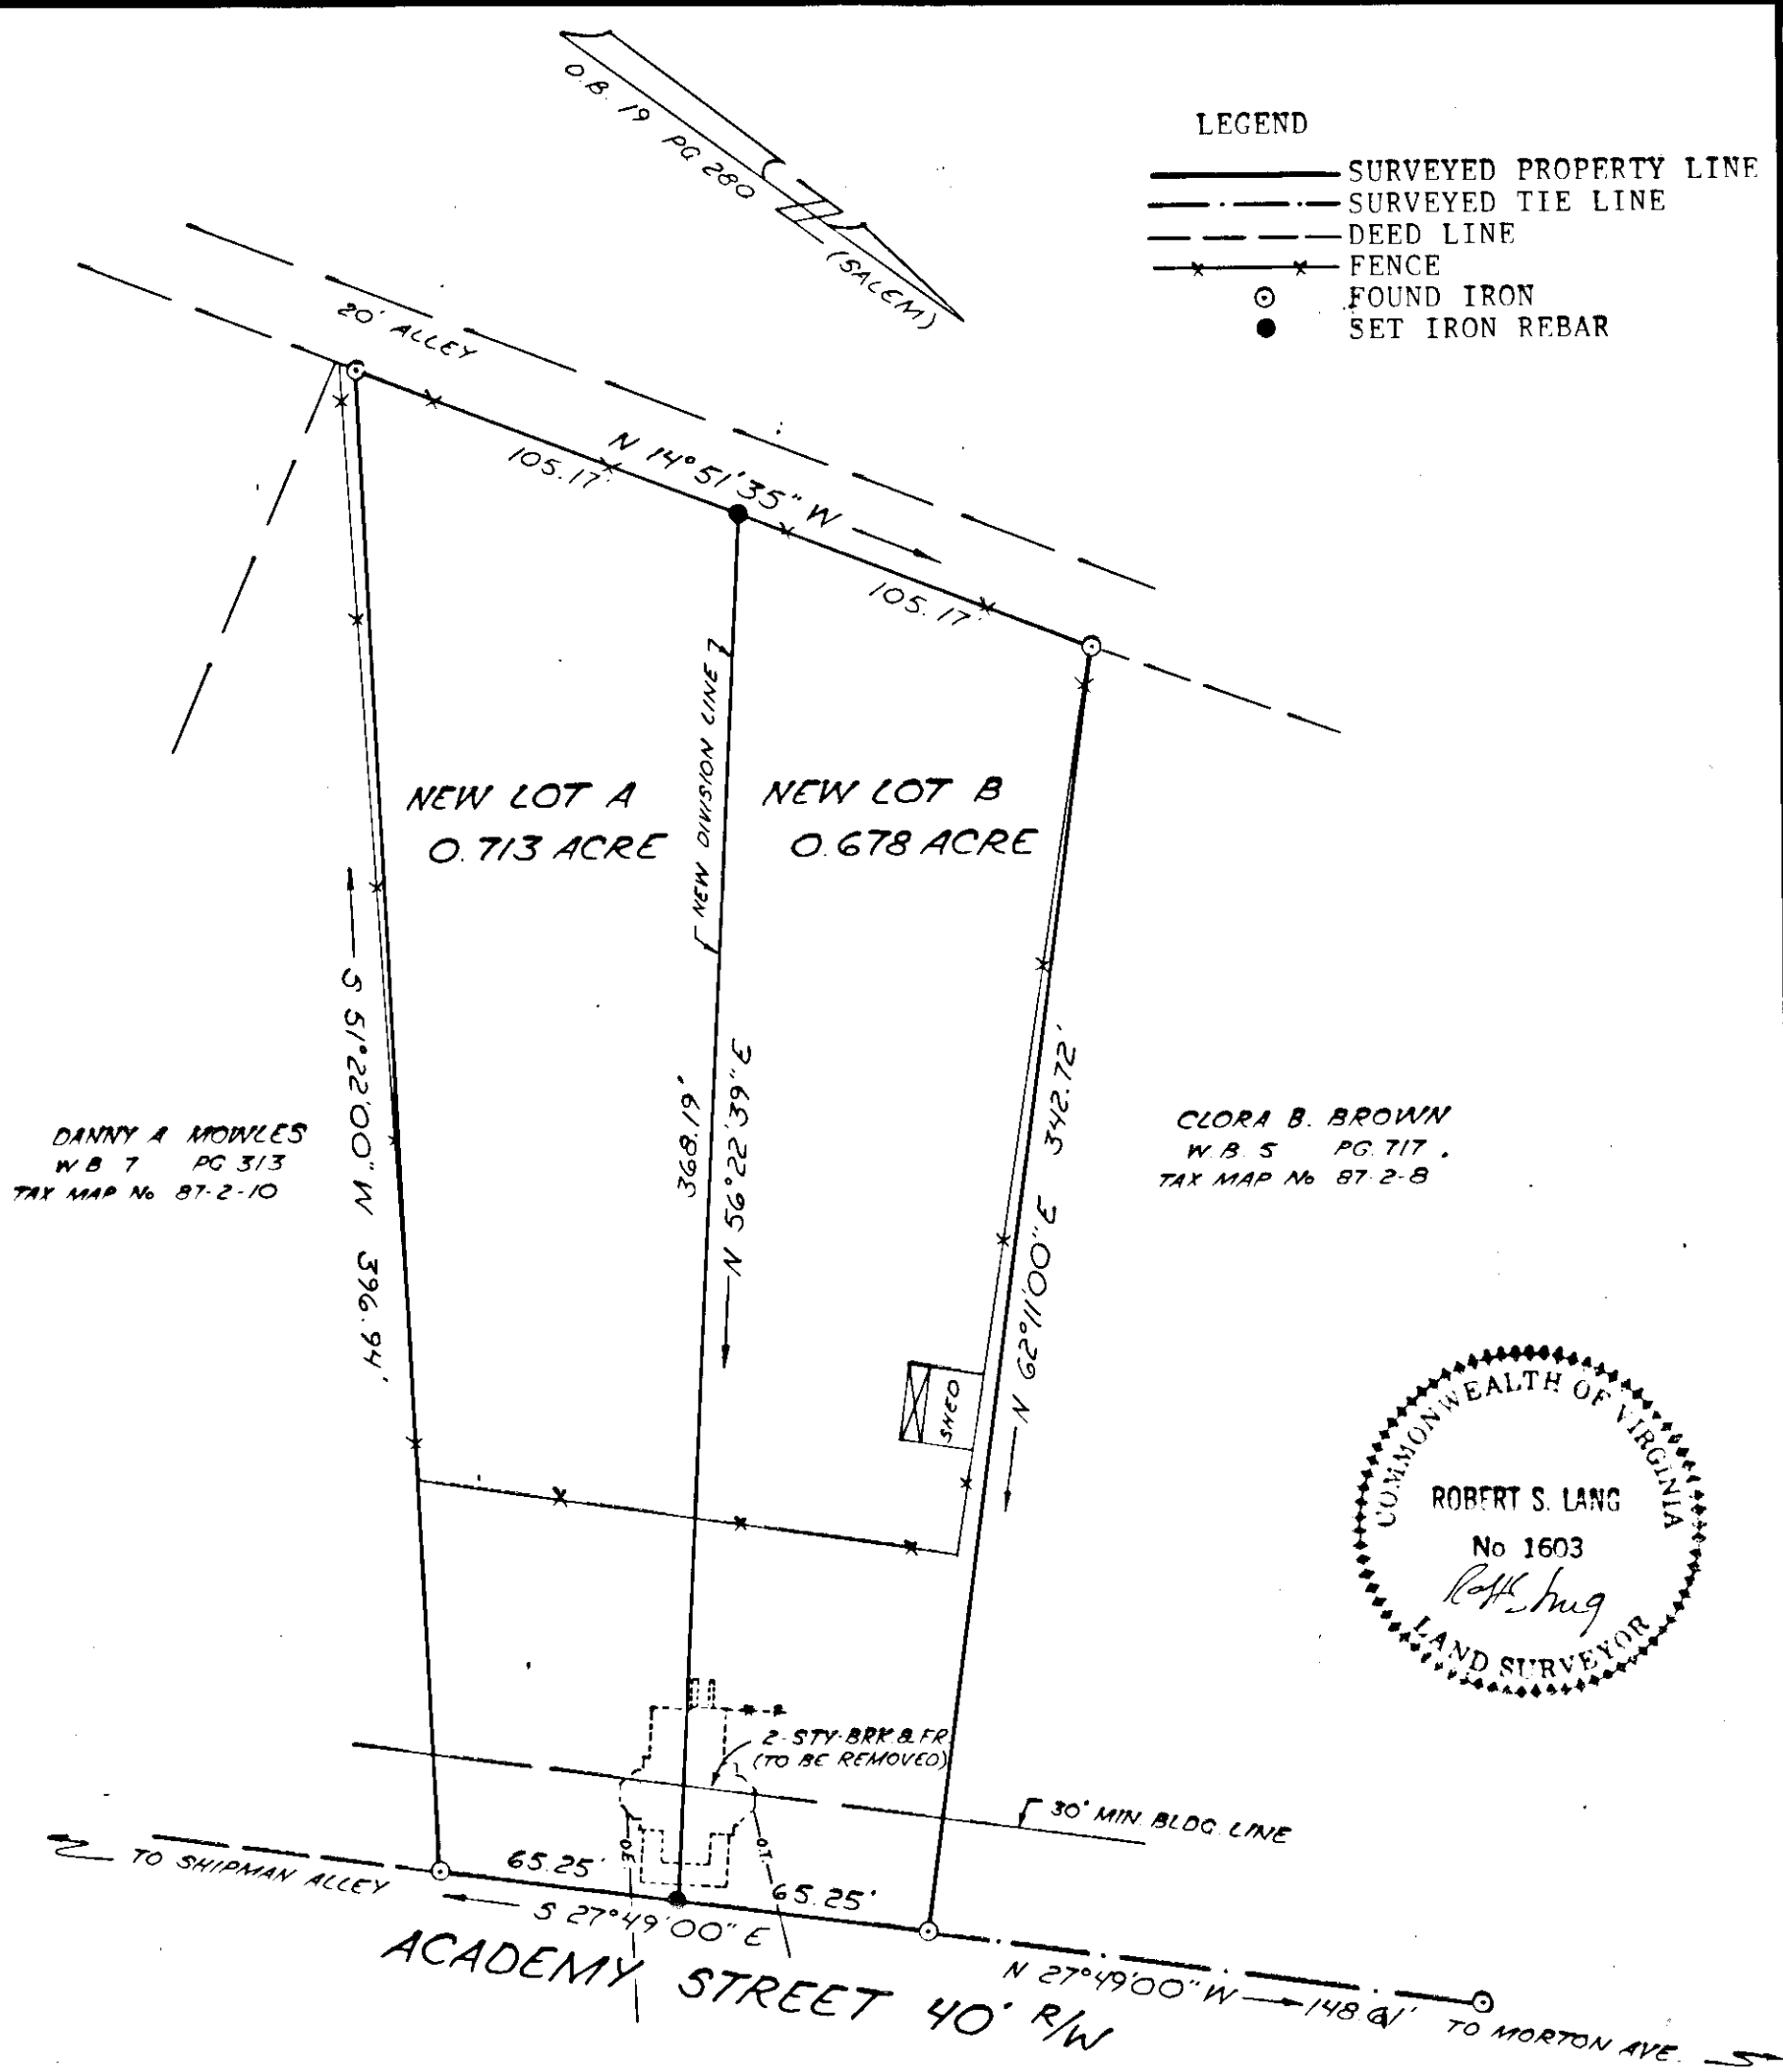 O.B. 19 PG 280 (SALEM)
LEGEND
SURVEYED PROPERTY LINE
SURVEYED TIE LINE
DEED LINE
FENCE
FOUND IRON
SET IRON REBAR
20' ALLEY
N 14°51'35" W
105.17'
105.17'
NEW DIVISION LINE
NEW LOT A
0.713 ACRE
NEW LOT B
0.678 ACRE
S 51°22'00" W 396.94'
368.19'
N 56°22'39" E
N 62°11'00" E 342.72'
DANNY A MOWLES
W B 7 PG 313
TAX MAP No 87-2-10
CLORA B. BROWN
W.B. 5 PG. 717
TAX MAP No 87-2-8
SHED
COMMONWEALTH OF VIRGINIA
ROBERT S. LANG
No 1603
LAND SURVEYOR
2-STY-BRK & FR
(TO BE REMOVED)
30' MIN. BLDG. LINE
TO SHIPMAN ALLEY
65.25'
O.E.
O.T.
65.25'
S 27°49'00" E
ACADEMY STREET 40' R/W
N 27°49'00" W
TO MORTON AVE.